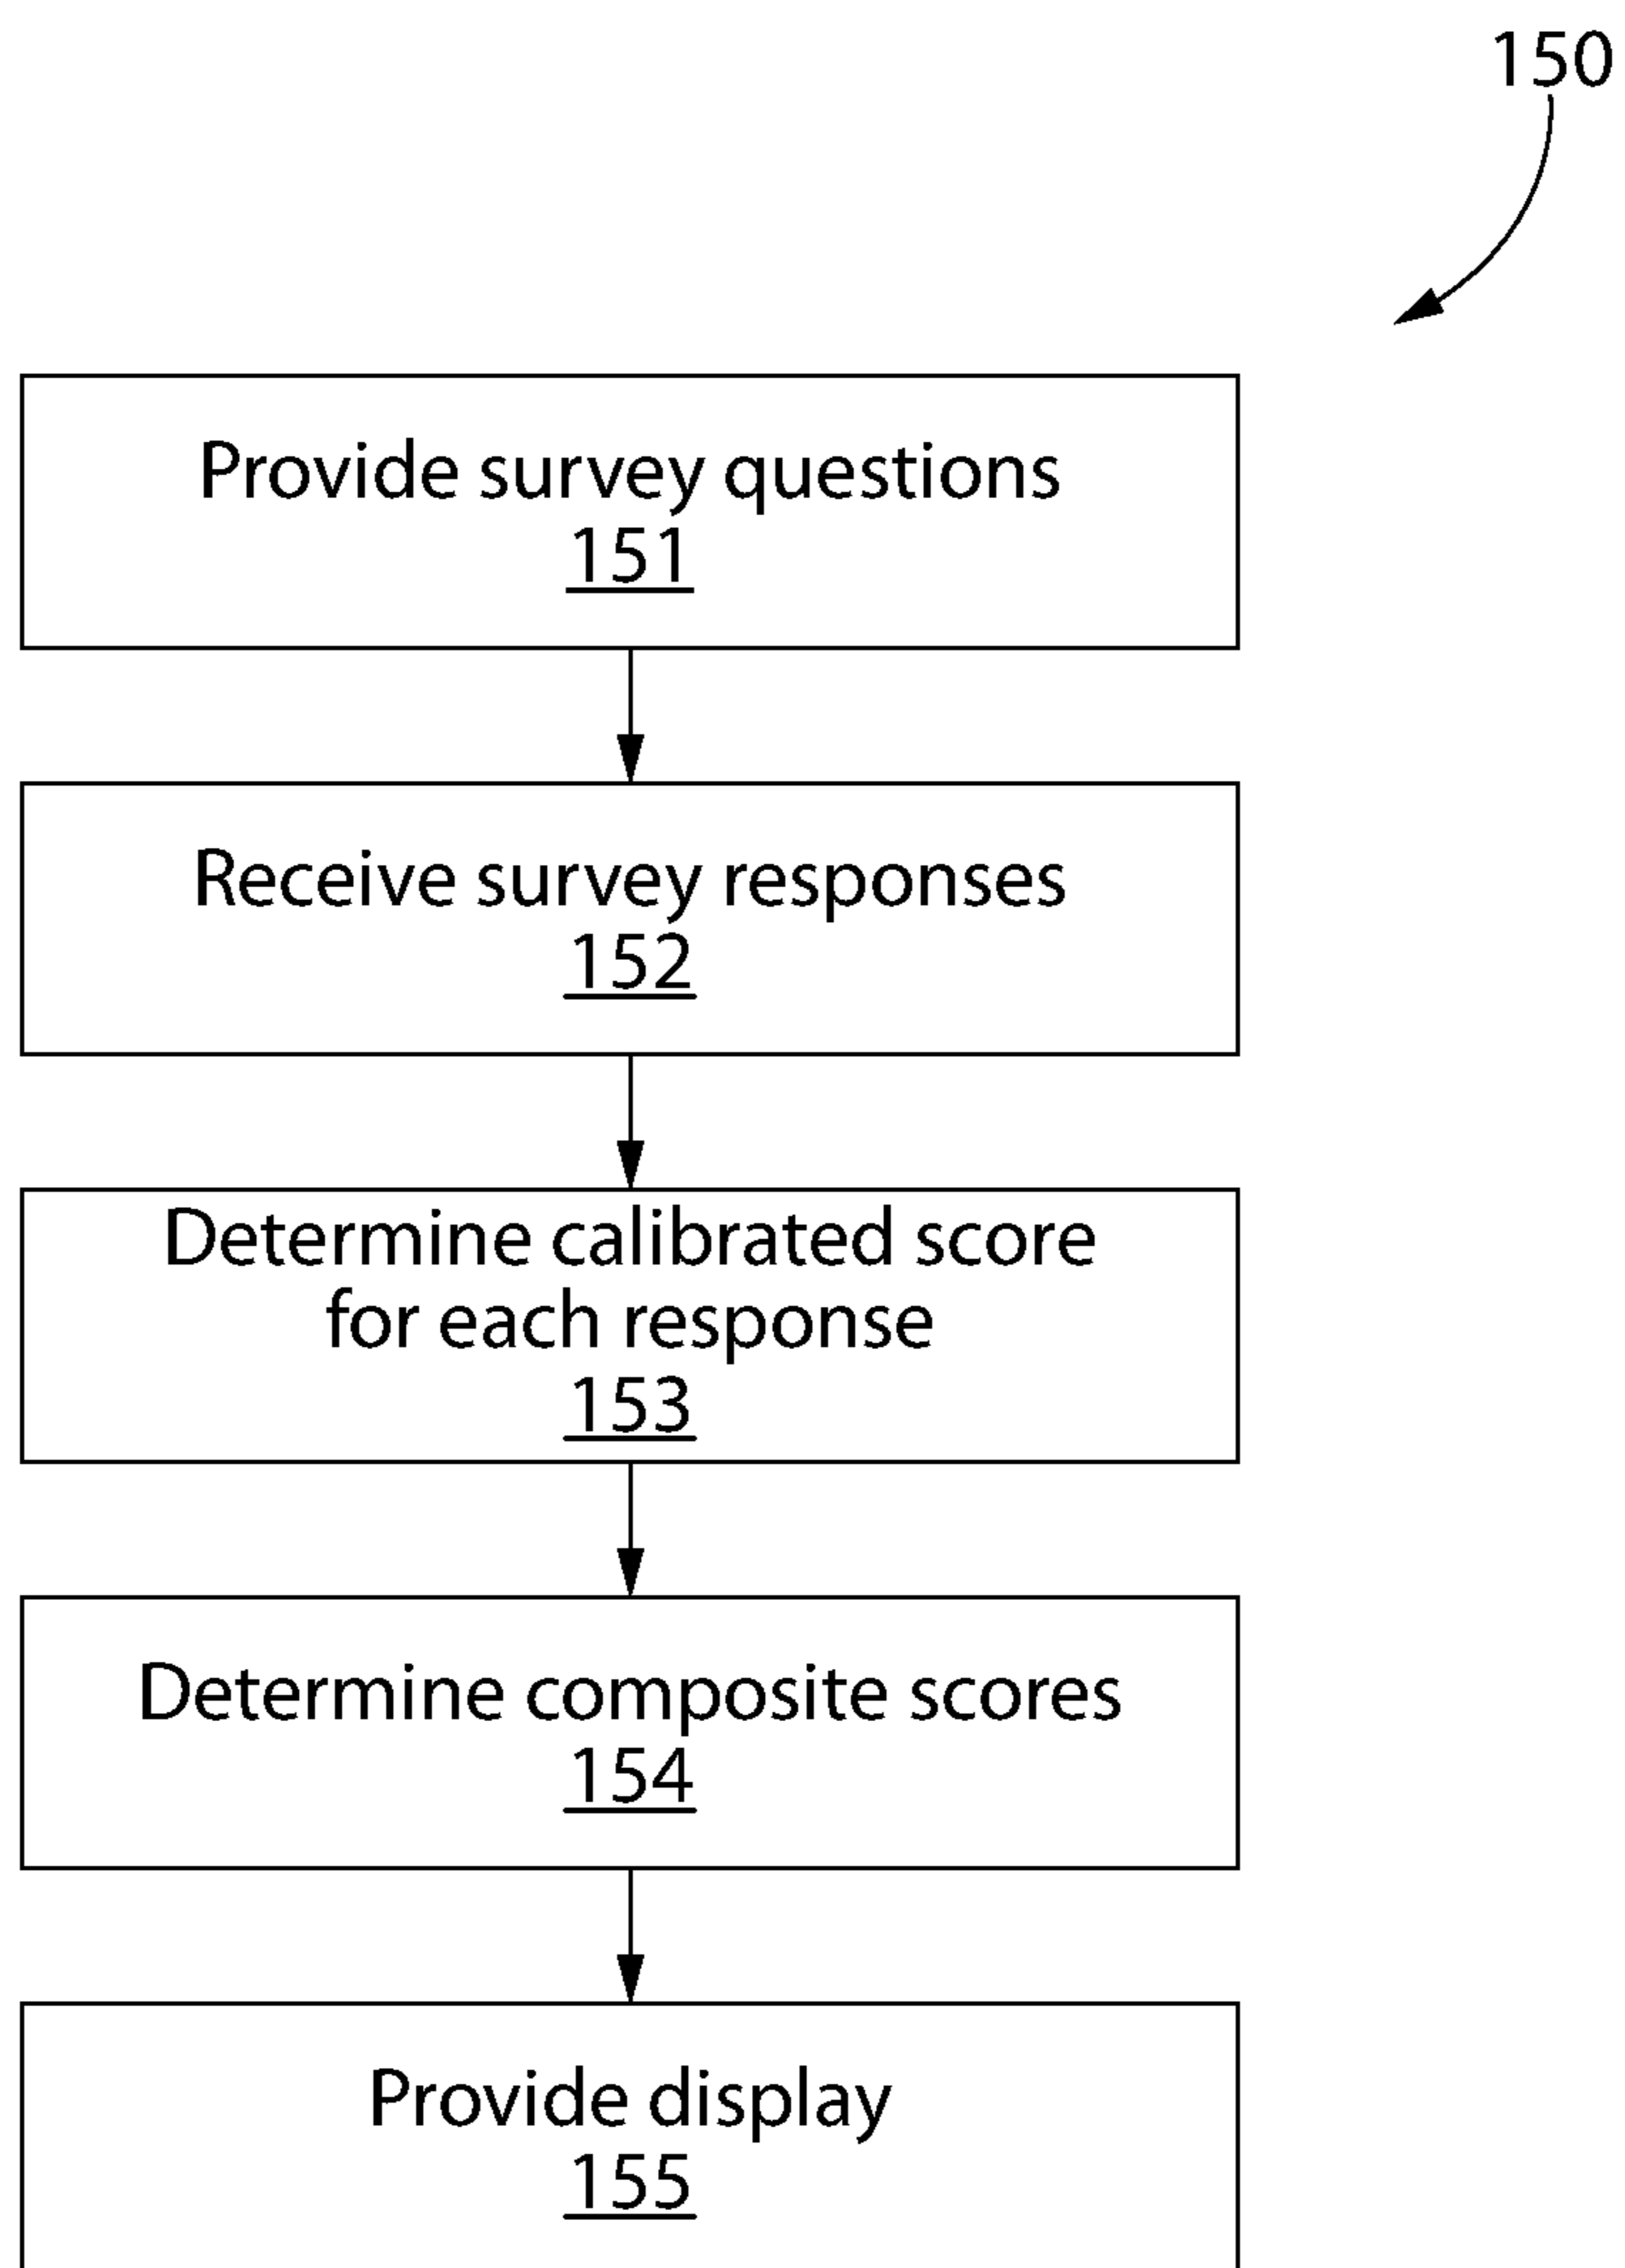 150
Provide survey questions
151
Receive survey responses
152
Determine calibrated score
for each response
153
Determine composite scores
154
Provide display
155